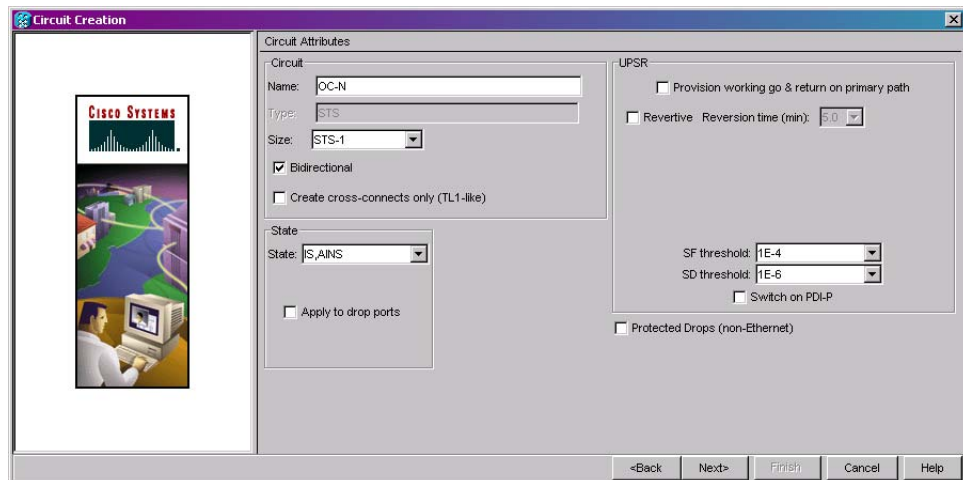 Circuit Creation
CISCO SYSTEMS
Circuit Attributes
Circuit
Name: OC-N
Type: STS
Size: STS-1
Bidirectional
Create cross-connects only (TL1-like)
State
State: IS,AINS
Apply to drop ports
UPSR
Provision working go & return on primary path
Revertive Reversion time (min): 5.0
SF threshold: 1E-4
SD threshold: 1E-6
Switch on PDI-P
Protected Drops (non-Ethernet)
<Back Next> Finish Cancel Help